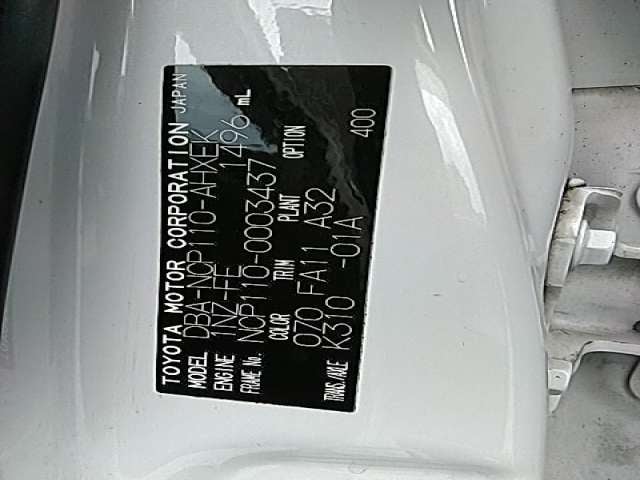 TOYOTA MOTOR CORPORATION JAPAN
MODEL DBA-NCP110-AHXEK
ENGINE 1NZ-FE 1496 mL
FRAME No. NCP110-0003437
COLOR TRIM PLANT OPTION
070 FA11 A32 400
TRANS./AXLE K310 -01A